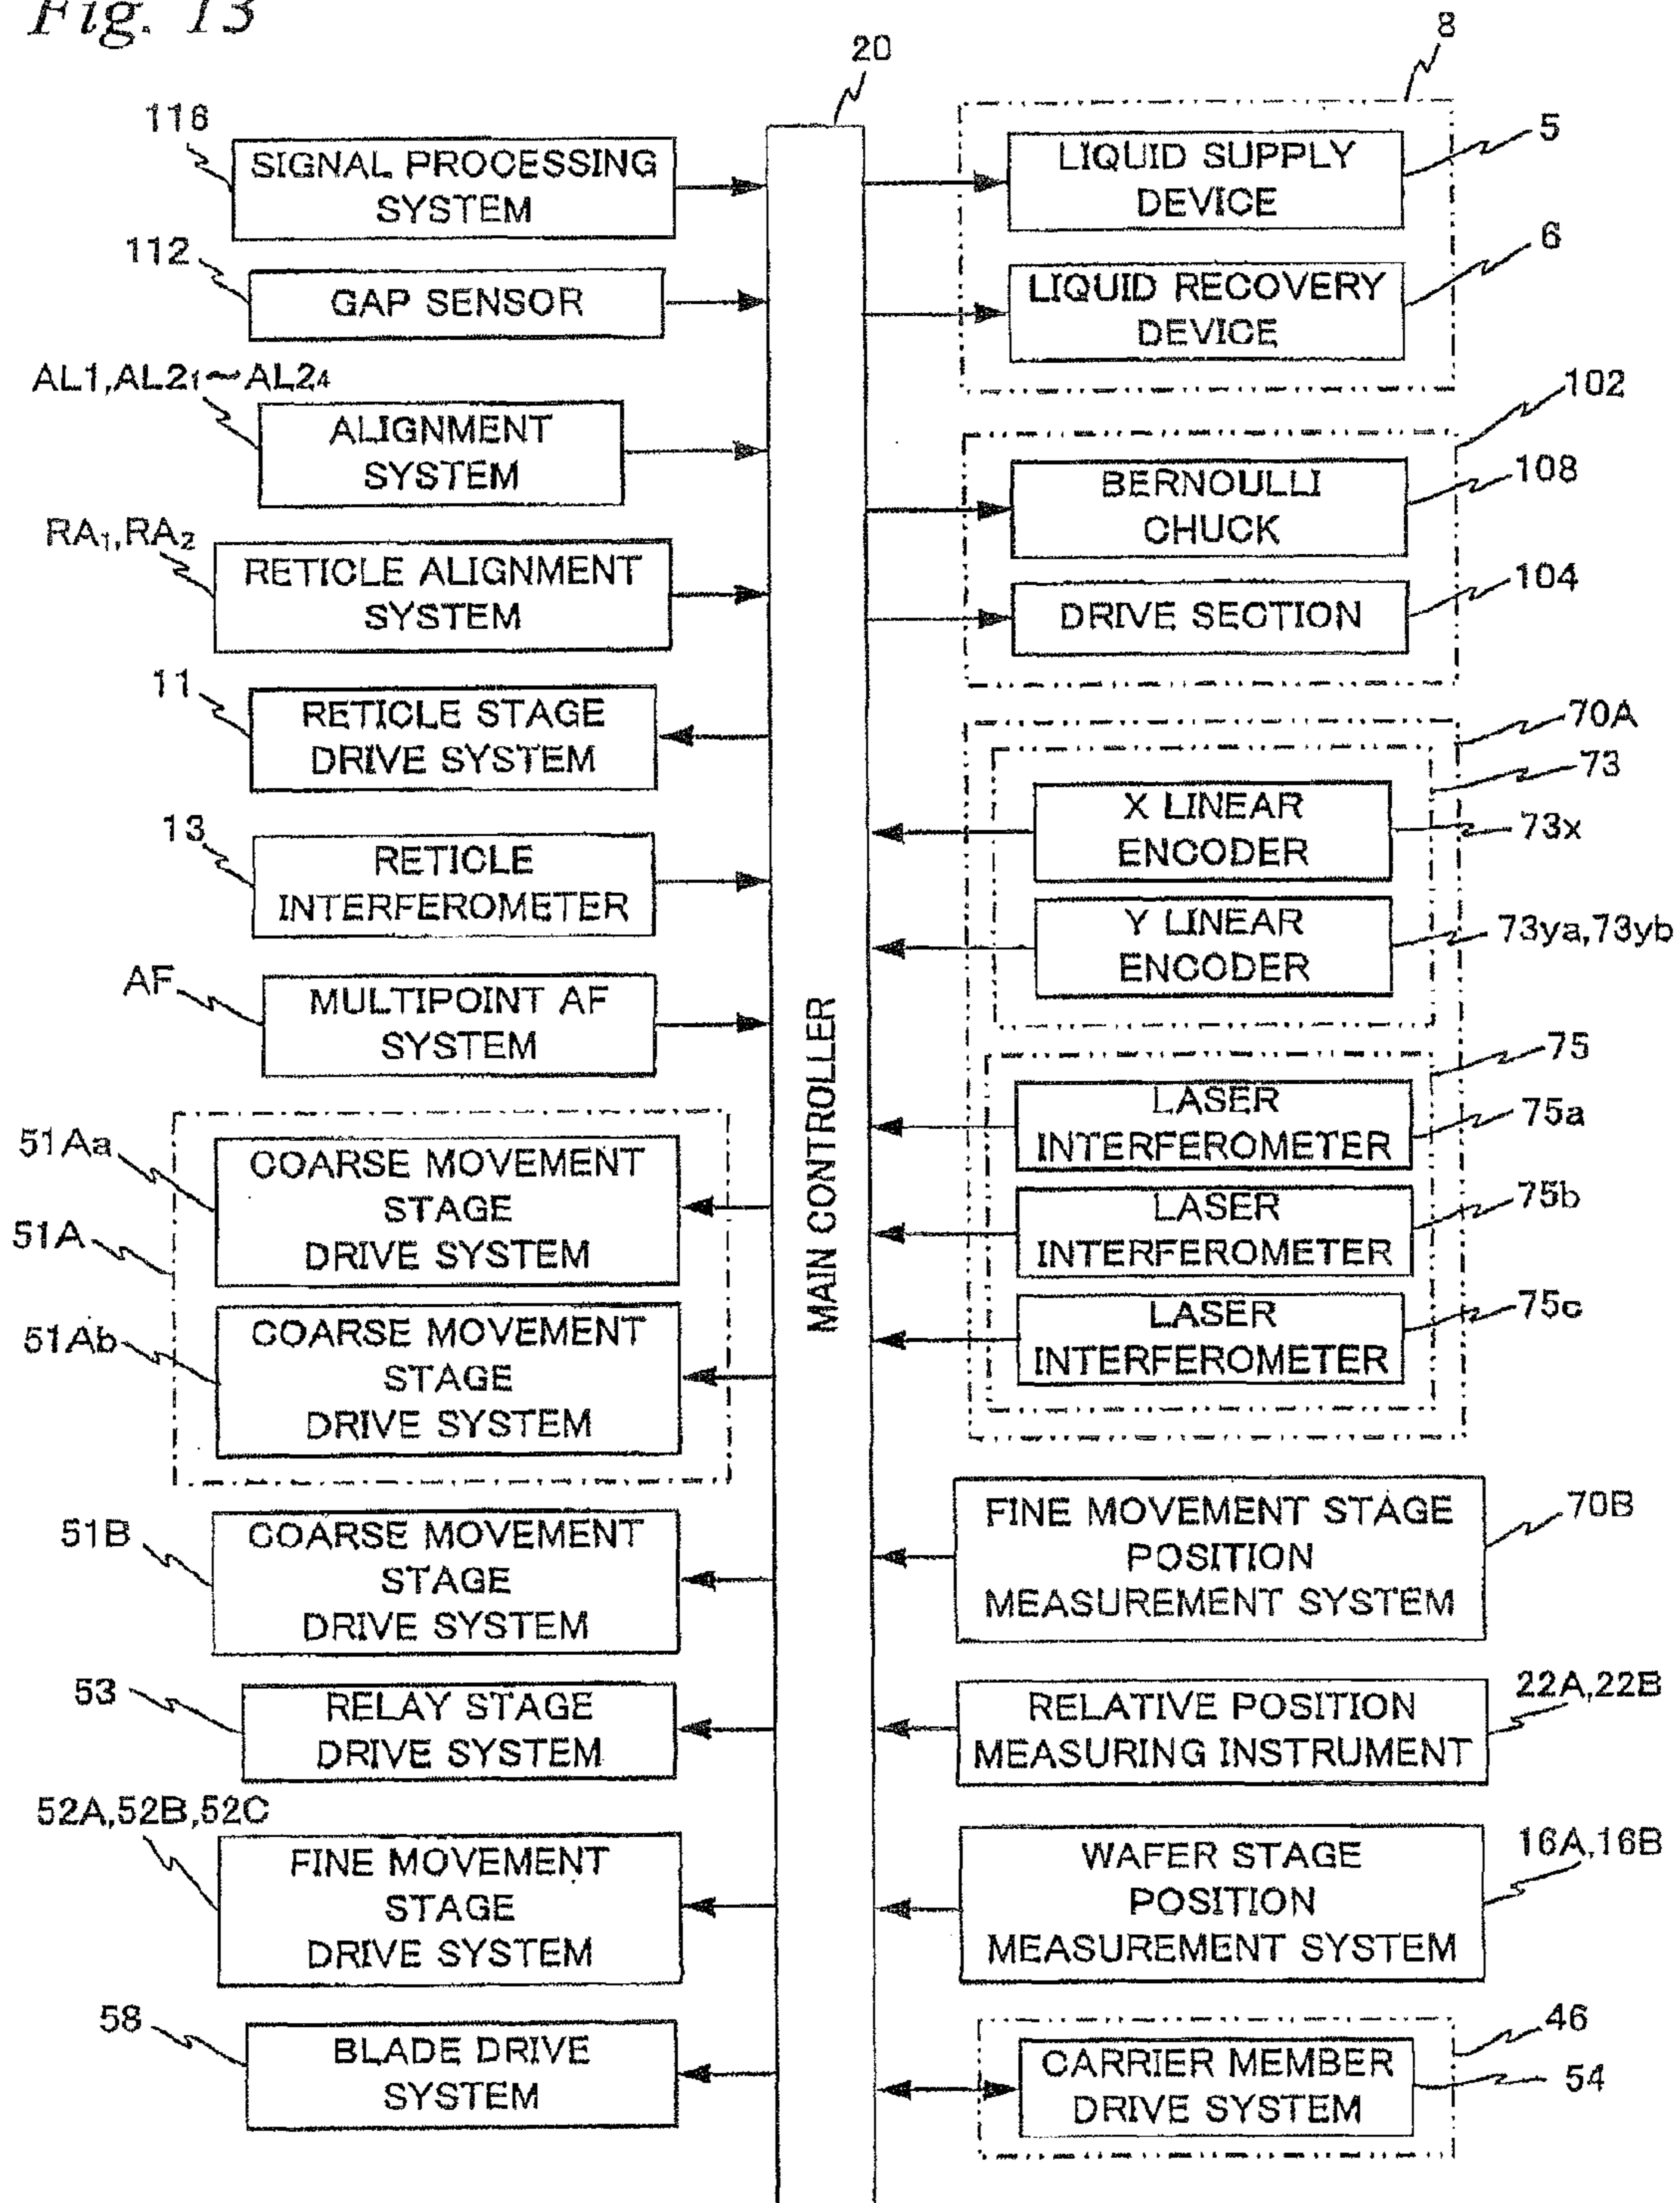 Fig. 13
20
116
SIGNAL PROCESSING
SYSTEM
112
GAP SENSOR
AL1,AL2₁~AL2₄
ALIGNMENT
SYSTEM
RA₁,RA₂
RETICLE ALIGNMENT
SYSTEM
11
RETICLE STAGE
DRIVE SYSTEM
13
RETICLE
INTERFEROMETER
AF
MULTIPOINT AF
SYSTEM
51Aa
COARSE MOVEMENT
STAGE
DRIVE SYSTEM
51A
51Ab
COARSE MOVEMENT
STAGE
DRIVE SYSTEM
51B
COARSE MOVEMENT
STAGE
DRIVE SYSTEM
53
RELAY STAGE
DRIVE SYSTEM
52A,52B,52C
FINE MOVEMENT
STAGE
DRIVE SYSTEM
58
BLADE DRIVE
SYSTEM
MAIN CONTROLLER
8
LIQUID SUPPLY
DEVICE
5
LIQUID RECOVERY
DEVICE
6
102
BERNOULLI
CHUCK
108
DRIVE SECTION
104
70A
73
X LINEAR
ENCODER
73x
Y LINEAR
ENCODER
73ya,73yb
75
LASER
INTERFEROMETER
75a
LASER
INTERFEROMETER
75b
LASER
INTERFEROMETER
75c
FINE MOVEMENT STAGE
POSITION
MEASUREMENT SYSTEM
70B
RELATIVE POSITION
MEASURING INSTRUMENT
22A,22B
WAFER STAGE
POSITION
MEASUREMENT SYSTEM
16A,16B
46
CARRIER MEMBER
DRIVE SYSTEM
54